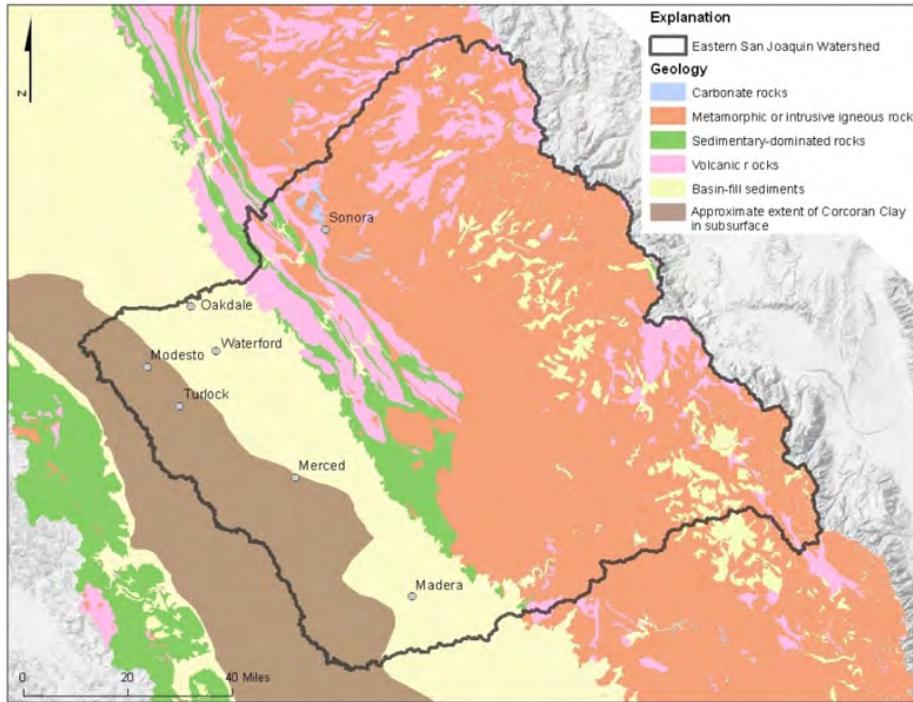 Explanation
Eastern San Joaquin Watershed
Geology
Carbonate rocks
Metamorphic or intrusive igneous rock
Sedimentary-dominated rocks
Volcanic r ocks
Basin-fill sediments
Approximate extent of Corcoran Clay
in subsurface
N
Sonora
Oakdale
Waterford
Modesto
Turlock
Merced
Madera
0 20 40 Miles